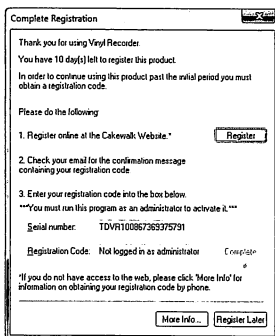 Complete Registration
Thank you for using Vinyl Recorder.
You have 10 day(s) left to register this product.
In order to continue using this product past the initial period you must
obtain a registration code.
Please do the following
1. Register online at the Cakewalk Website.*
Register
2. Check your email for the confirmation message
containing your registration code
3. Enter your registration code into the box below.
***You must run this program as an administrator to activate it.***
Serial number: TDVR100867369375791
Registration Code: Not logged in as administrator Complete
*If you do not have access to the web, please click 'More Info' for
information on obtaining your registration code by phone.
More Info... Register Later